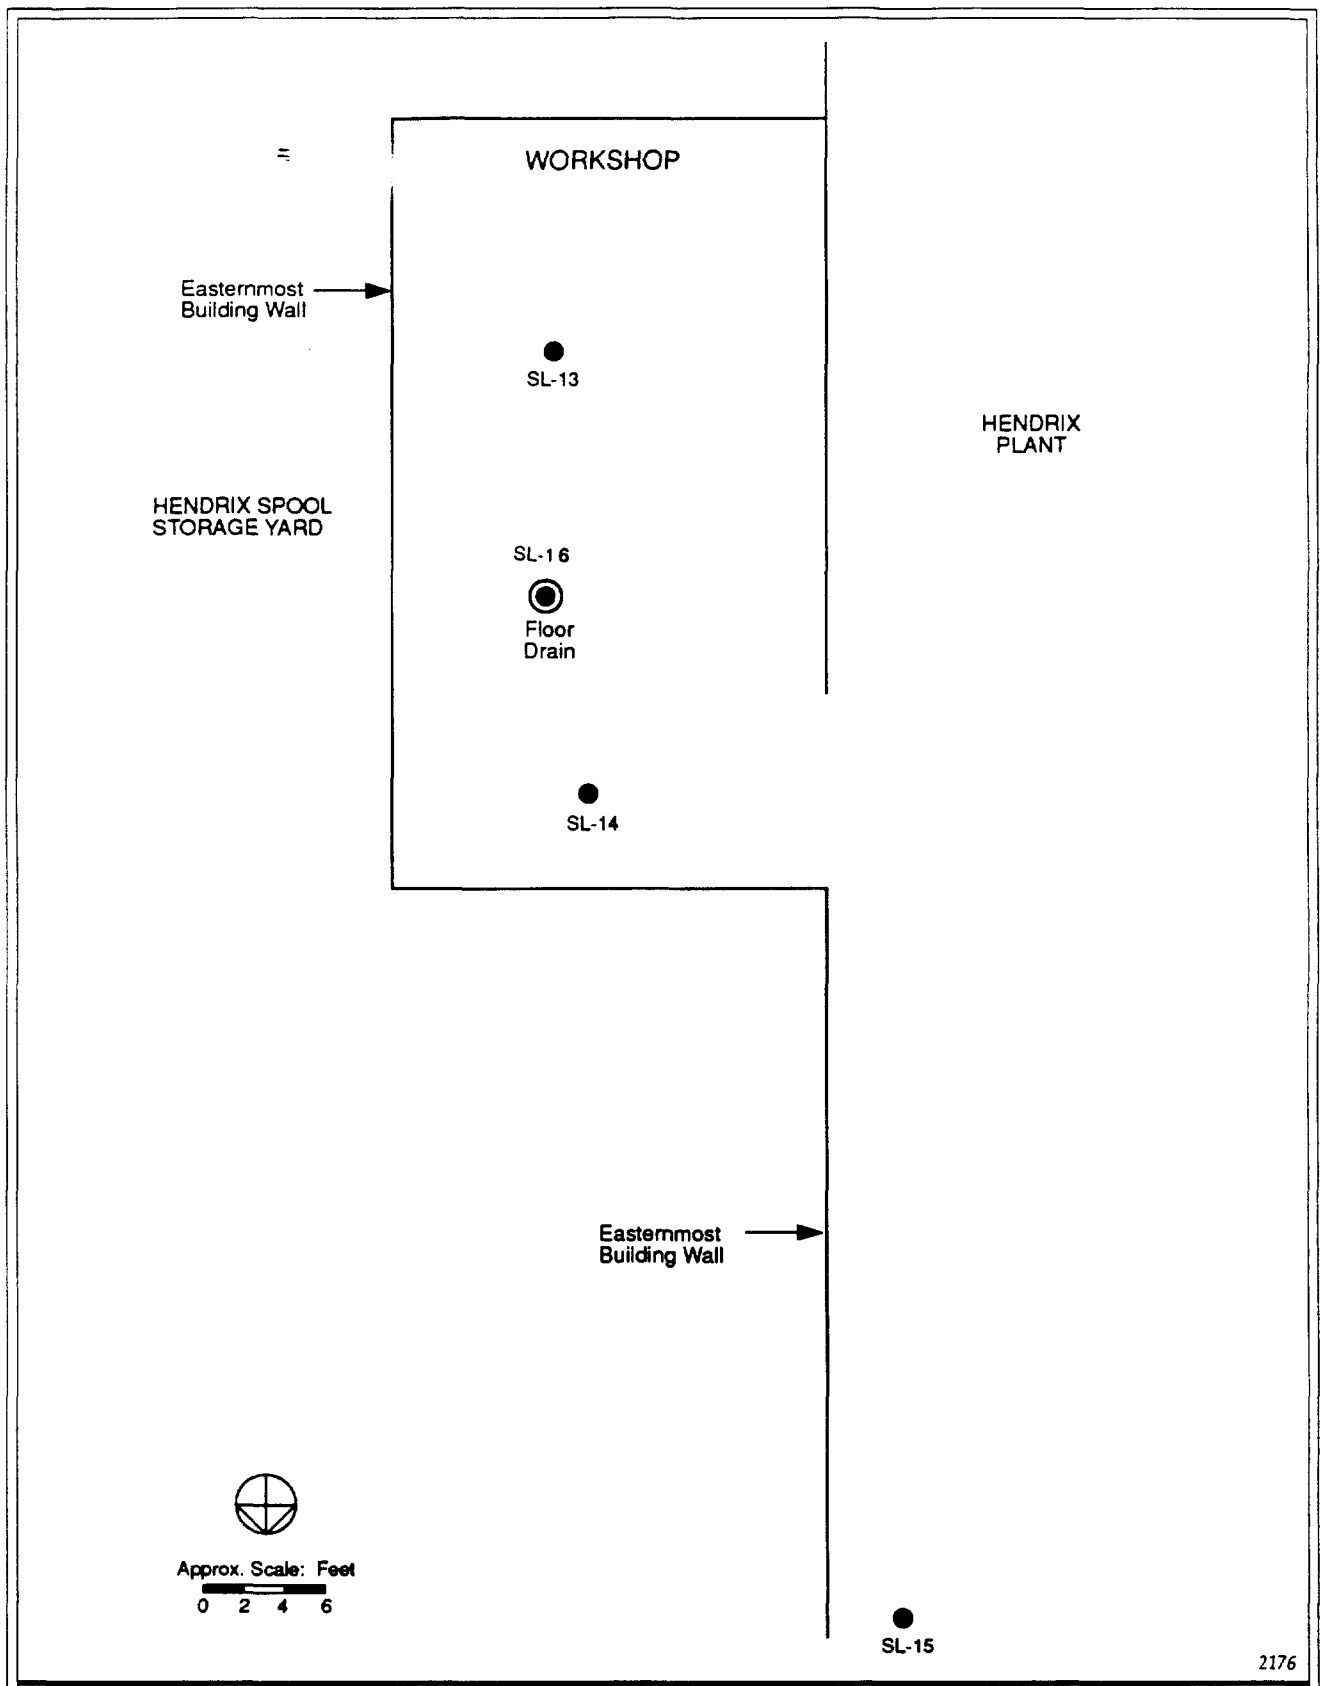 WORKSHOP
Easternmost
Building Wall
SL-13
HENDRIX
PLANT
HENDRIX SPOOL
STORAGE YARD
SL-16
Floor
Drain
SL-14
Easternmost
Building Wall
Approx. Scale: Feet
0 2 4 6
SL-15
2176